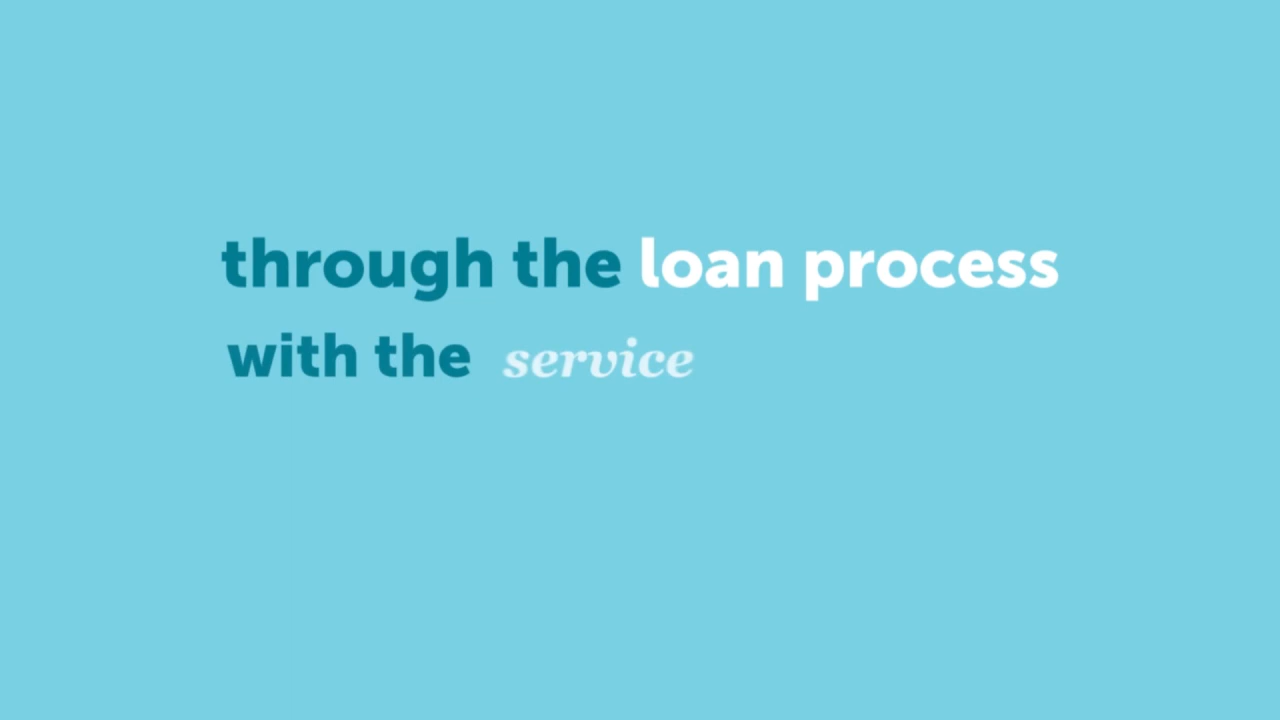 through the loan process
with the service